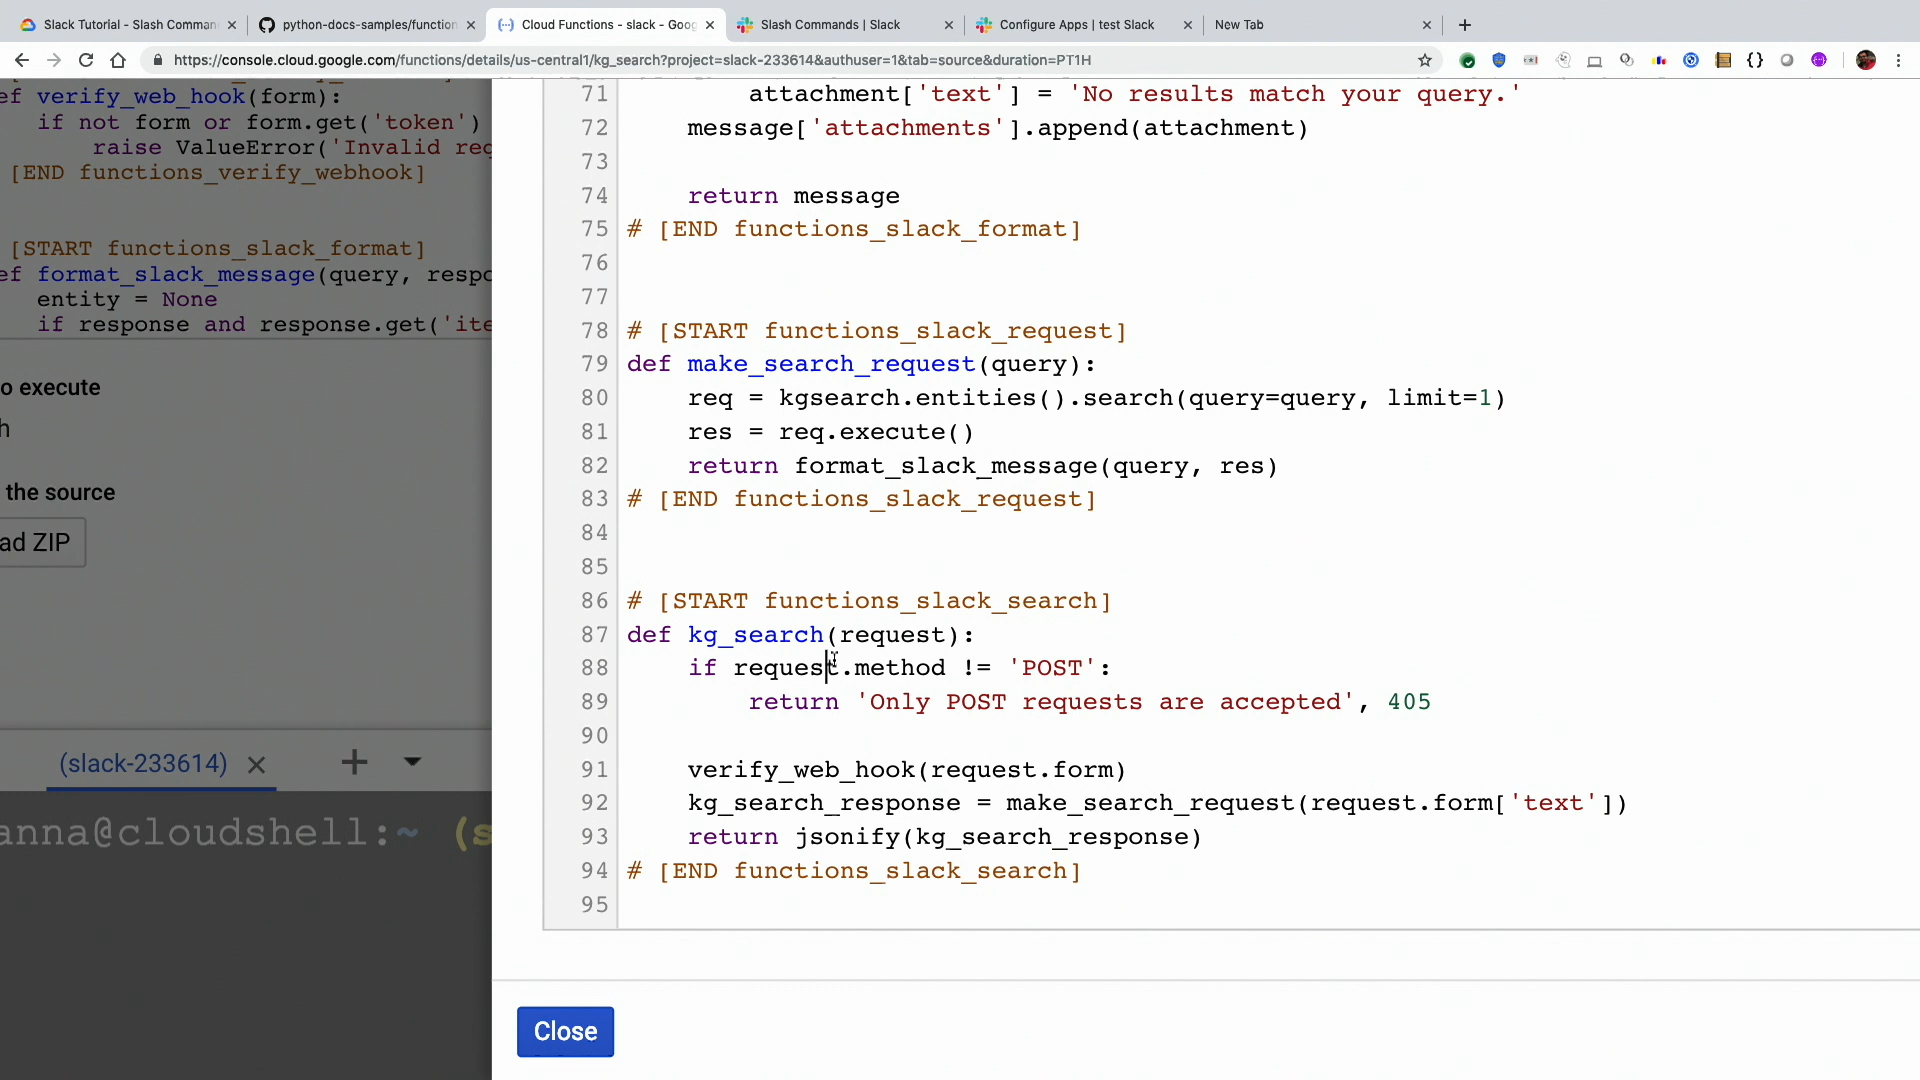 Slack Tutorial - Slash Comman
python-docs-samples/function
Cloud Functions - slack - Goog
Slash Commands | Slack
Configure Apps | test Slack
New Tab
https://console.cloud.google.com/functions/details/us-central1/kg_search?project=slack-233614&authuser=1&tab=source&duration=PT1H
ef verify_web_hook(form):
if not form or form.get('token')
raise ValueError('Invalid req
[END functions_verify_webhook]
[START functions_slack_format]
ef format_slack_message(query, respo
entity = None
if response and response.get('ite
o execute
h
the source
ad ZIP
(slack-233614)
anna@cloudshell:~ (s
71 attachment['text'] = 'No results match your query.'
72 message['attachments'].append(attachment)
73
74 return message
75 # [END functions_slack_format]
76
77
78 # [START functions_slack_request]
79 def make_search_request(query):
80 req = kgsearch.entities().search(query=query, limit=1)
81 res = req.execute()
82 return format_slack_message(query, res)
83 # [END functions_slack_request]
84
85
86 # [START functions_slack_search]
87 def kg_search(request):
88 if request.method != 'POST':
89 return 'Only POST requests are accepted', 405
90
91 verify_web_hook(request.form)
92 kg_search_response = make_search_request(request.form['text'])
93 return jsonify(kg_search_response)
94 # [END functions_slack_search]
95
Close